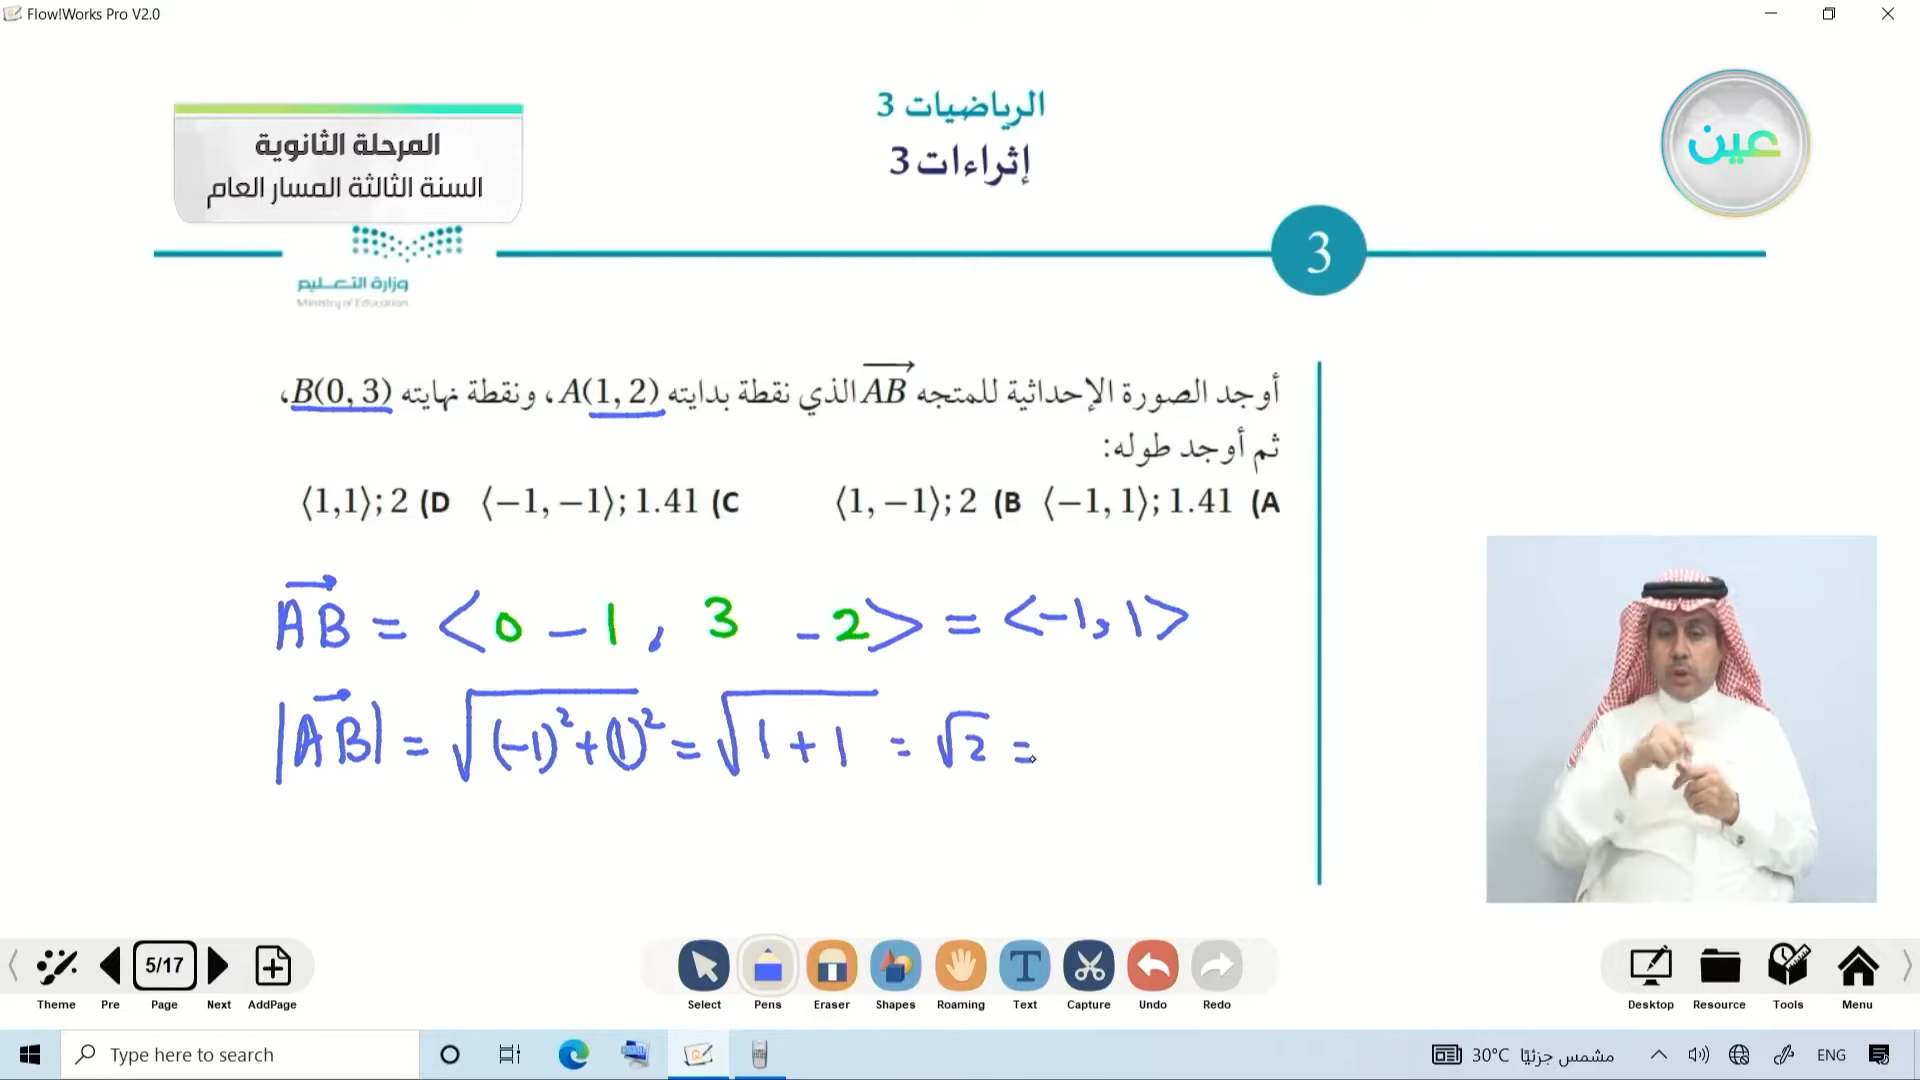 Flow!Works Pro V2.0
الرياضيات 3
إثراءات 3
المرحلة الثانوية
السنة الثالثة المسار العام
عين
وزارة التعليم
Ministry of Education
3
أوجد الصورة الإحداثية للمتجه AB الذي نقطة بدايته A(1, 2)، ونقطة نهايته B(0, 3)،
ثم أوجد طوله:
A) ⟨−1, 1⟩; 1.41 B) ⟨1, −1⟩; 2 C) ⟨−1, −1⟩; 1.41 D) ⟨1,1⟩; 2
AB = <0 − 1, 3 − 2> = <−1, 1>
|AB| = √(−1)² + (1)² = √1 + 1 = √2 =
5/17
Theme Pre Page Next AddPage Select Pens Eraser Shapes Roaming Text Capture Undo Redo Desktop Resource Tools Menu
Type here to search
30°C مشمس جزئيًا
ENG